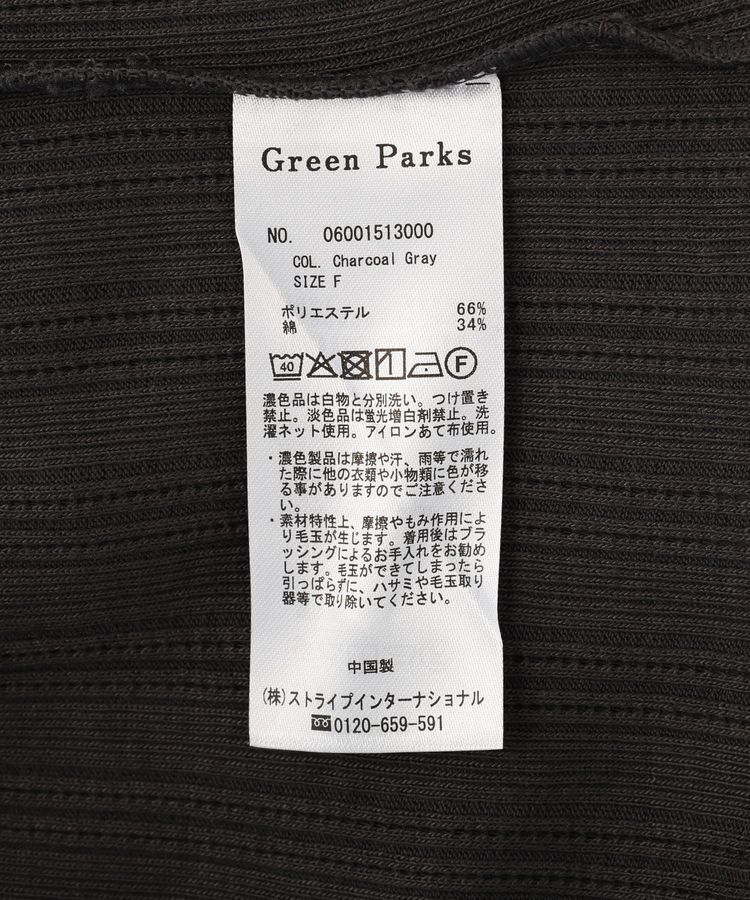 Green Parks
NO. 06001513000
COL. Charcoal Gray
SIZE F
ポリエステル 66%
綿 34%
40 F
濃色品は白物と分別洗い。つけ置き
禁止。淡色品は蛍光増白剤禁止。洗
濯ネット使用。アイロンあて布使用。
・濃色製品は摩擦や汗、雨等で濡れ
た際に他の衣類や小物類に色が移
る事がありますのでご注意くださ
い。
・素材特性上、摩擦やもみ作用によ
り毛玉が生じます。着用後はブラ
ッシングによるお手入れをお勧め
します。毛玉ができてしまったら
引っぱらずに、ハサミや毛玉取り
器等で取り除いてください。
中国製
(株)ストライプインターナショナル
0120-659-591